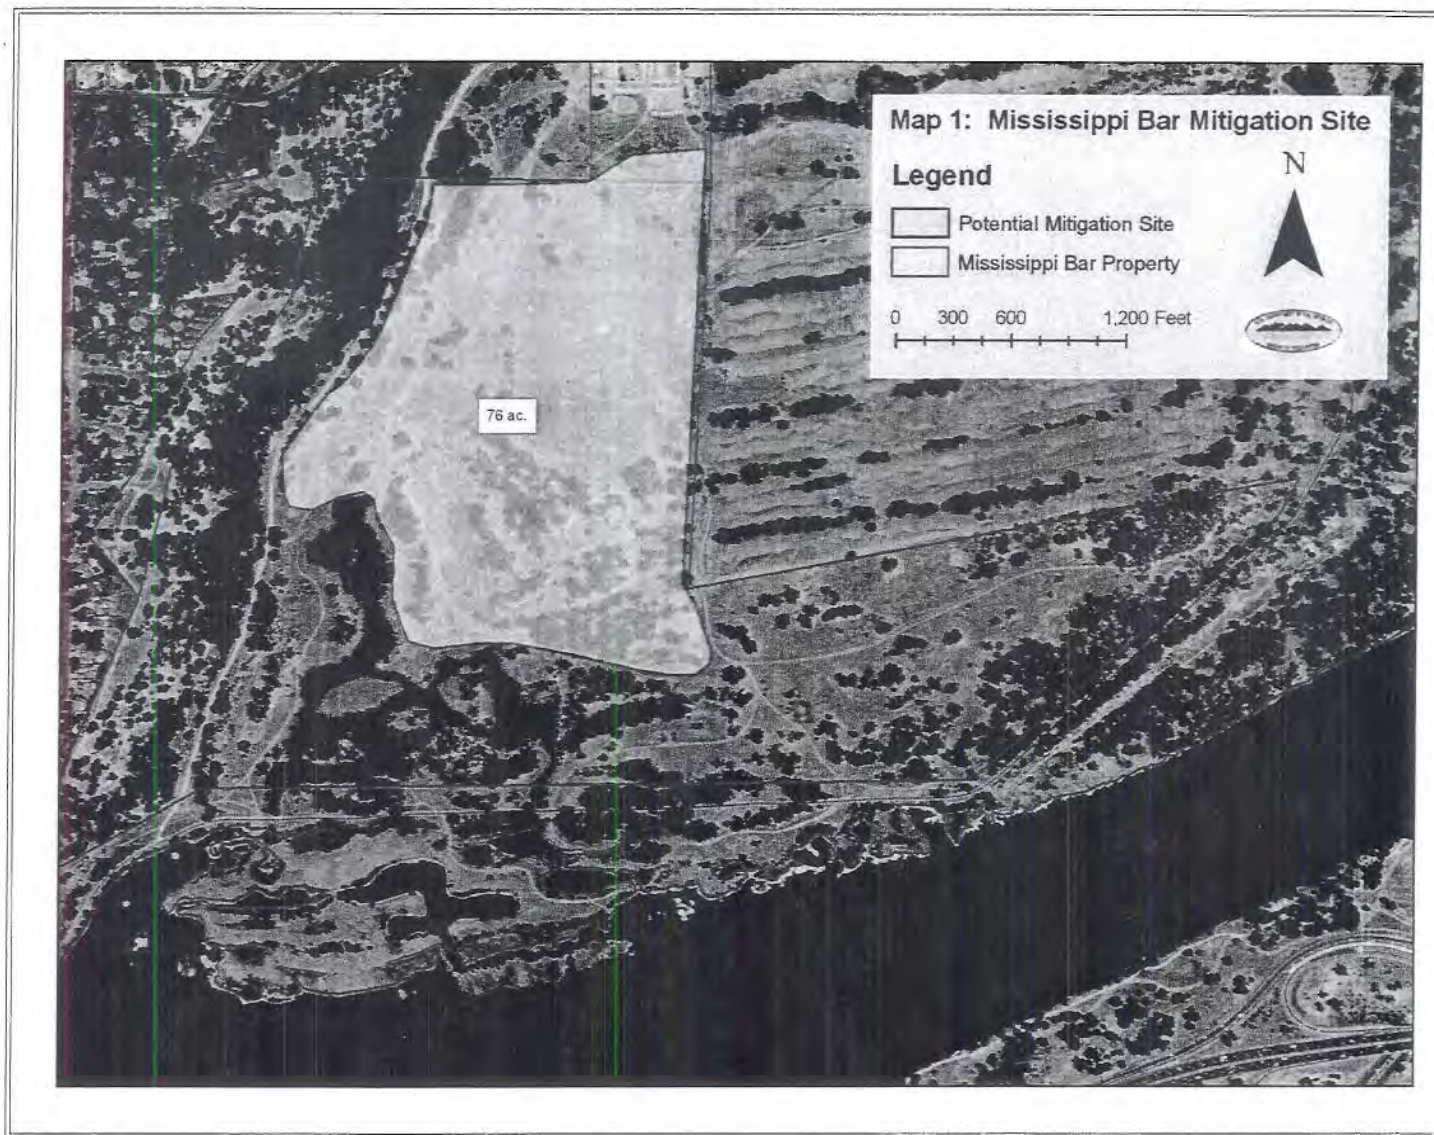 Map 1: Mississippi Bar Mitigation Site
N
Legend
Potential Mitigation Site
Mississippi Bar Property
0 300 600 1,200 Feet
76 ac.